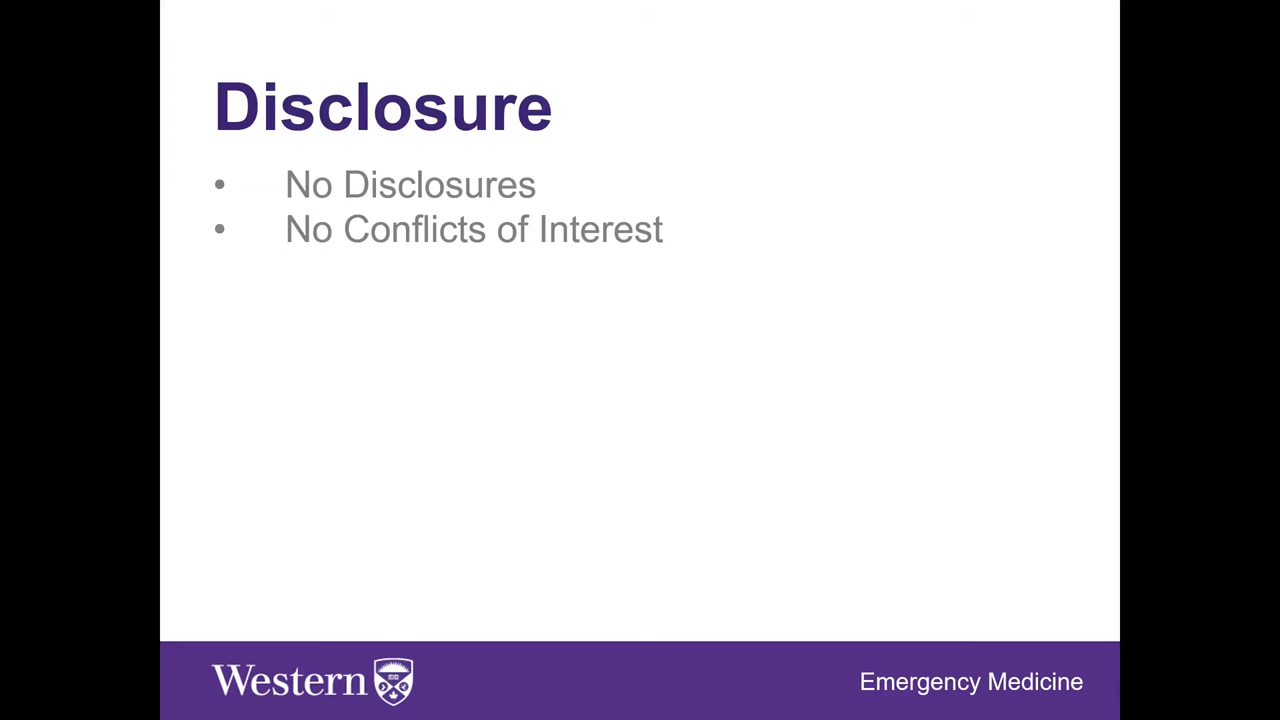 Disclosure
• No Disclosures
• No Conflicts of Interest
Western
Emergency Medicine